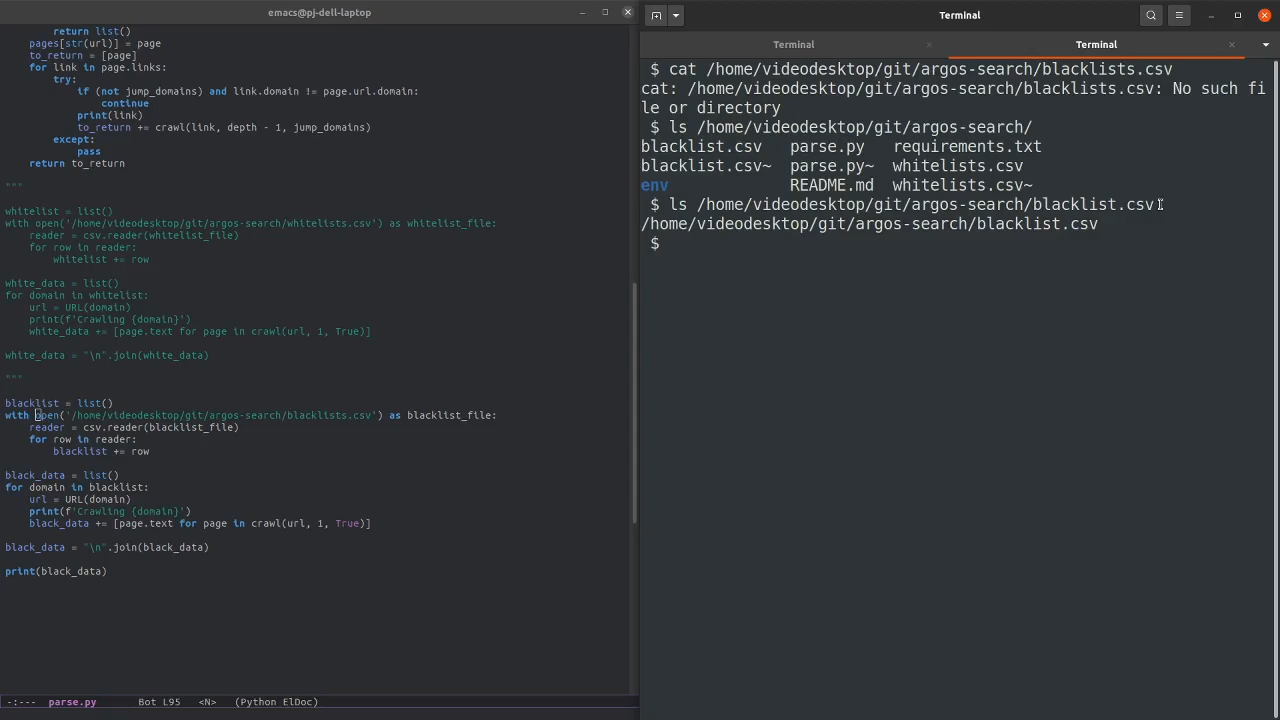 emacs@pj-dell-laptop
return list()
pages[str(url)] = page
to_return = [page]
for link in page.links:
try:
if (not jump_domains) and link.domain != page.url.domain:
continue
print(link)
to_return += crawl(link, depth - 1, jump_domains)
except:
pass
return to_return
"""
whitelist = list()
with open('/home/videodesktop/git/argos-search/whitelists.csv') as whitelist_file:
reader = csv.reader(whitelist_file)
for row in reader:
whitelist += row
white_data = list()
for domain in whitelist:
url = URL(domain)
print(f'Crawling {domain}')
white_data += [page.text for page in crawl(url, 1, True)]
white_data = "\n".join(white_data)
"""
blacklist = list()
with open('/home/videodesktop/git/argos-search/blacklists.csv') as blacklist_file:
reader = csv.reader(blacklist_file)
for row in reader:
blacklist += row
black_data = list()
for domain in blacklist:
url = URL(domain)
print(f'Crawling {domain}')
black_data += [page.text for page in crawl(url, 1, True)]
black_data = "\n".join(black_data)
print(black_data)
-:--- parse.py Bot L95 <N> (Python ElDoc)
Terminal
Terminal Terminal
$ cat /home/videodesktop/git/argos-search/blacklists.csv
cat: /home/videodesktop/git/argos-search/blacklists.csv: No such fi
le or directory
$ ls /home/videodesktop/git/argos-search/
blacklist.csv parse.py requirements.txt
blacklist.csv~ parse.py~ whitelists.csv
env README.md whitelists.csv~
$ ls /home/videodesktop/git/argos-search/blacklist.csv
/home/videodesktop/git/argos-search/blacklist.csv
$